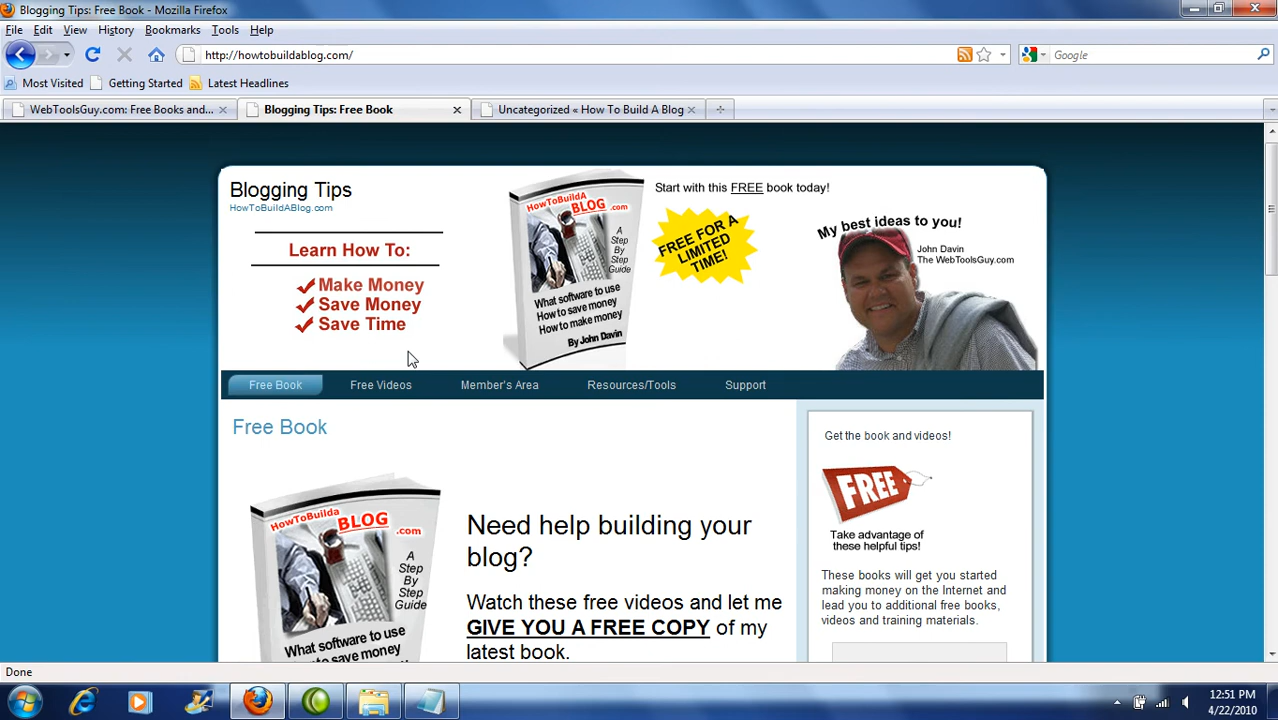 Blogging Tips: Free Book - Mozilla Firefox
File Edit View History Bookmarks Tools Help
http://howtobuildablog.com/
Google
Most Visited Getting Started Latest Headlines
WebToolsGuy.com: Free Books and...
Blogging Tips: Free Book
Uncategorized « How To Build A Blog
Blogging Tips
HowToBuildABlog.com
Learn How To:
Make Money
Save Money
Save Time
HowToBuildA
BLOG.com
A
Step
By
Step
Guide
What software to use
How to save money
How to make money
By John Davin
Start with this FREE book today!
FREE FOR A
LIMITED
TIME!
My best ideas to you!
John Davin
The WebToolsGuy.com
Free Book Free Videos Member's Area Resources/Tools Support
Free Book
HowToBuilda
BLOG.com
A
Step
By
Step
Guide
What software to use
to save money
Need help building your
blog?
Watch these free videos and let me
GIVE YOU A FREE COPY of my
latest book.
Get the book and videos!
FREE
Take advantage of
these helpful tips!
These books will get you started
making money on the Internet and
lead you to additional free books,
videos and training materials.
Done
12:51 PM
4/22/2010